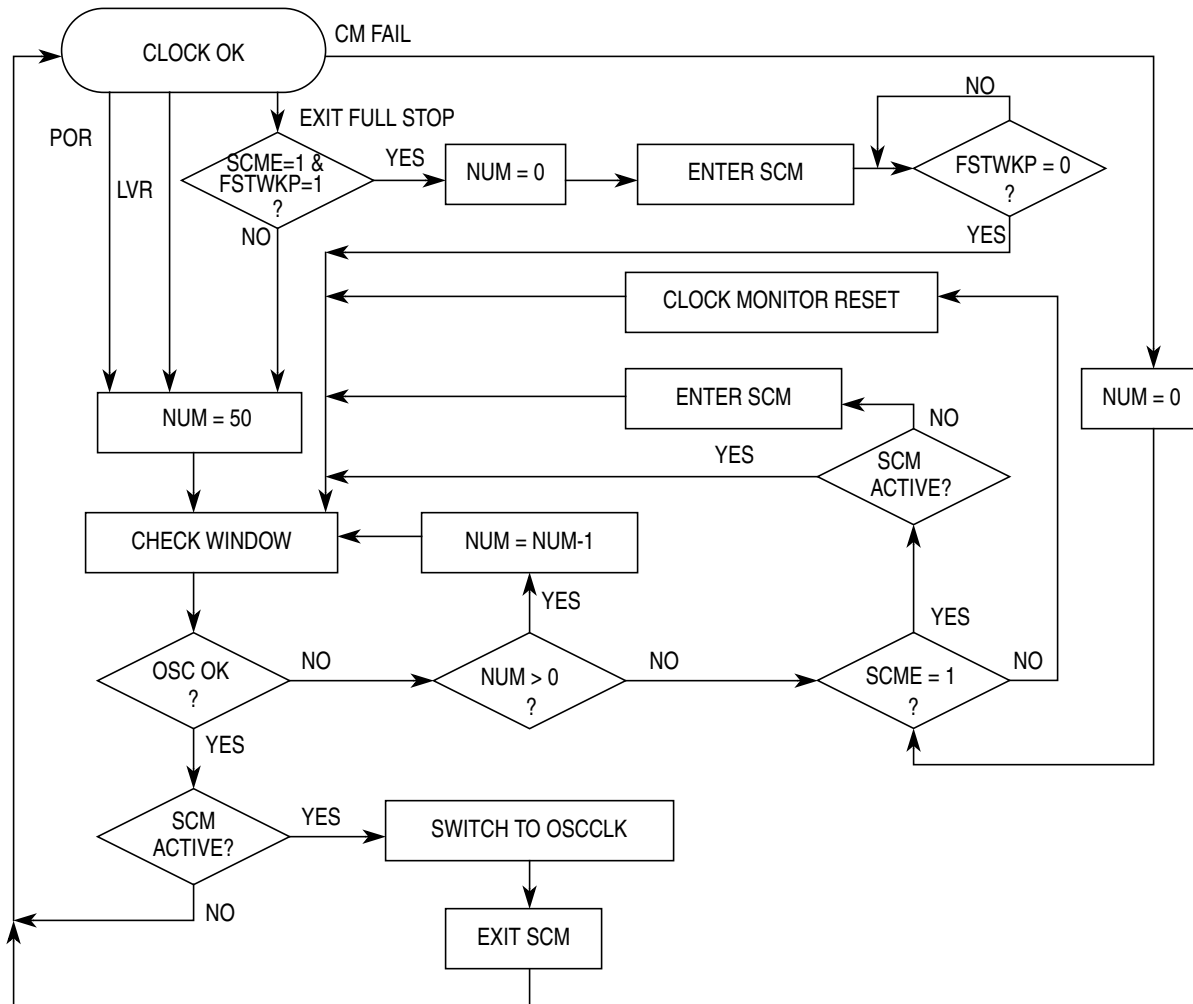 CM FAIL
CLOCK OK
NO
POR
EXIT FULL STOP
SCME=1 &
FSTWKP=1
?
YES
NUM = 0
ENTER SCM
FSTWKP = 0
?
LVR
NO
YES
CLOCK MONITOR RESET
ENTER SCM
NUM = 0
NUM = 50
NO
YES
SCM
ACTIVE?
CHECK WINDOW
NUM = NUM-1
YES
YES
OSC OK
?
NO
NUM > 0
?
NO
SCME = 1
?
NO
YES
SCM
ACTIVE?
YES
SWITCH TO OSCCLK
NO
EXIT SCM